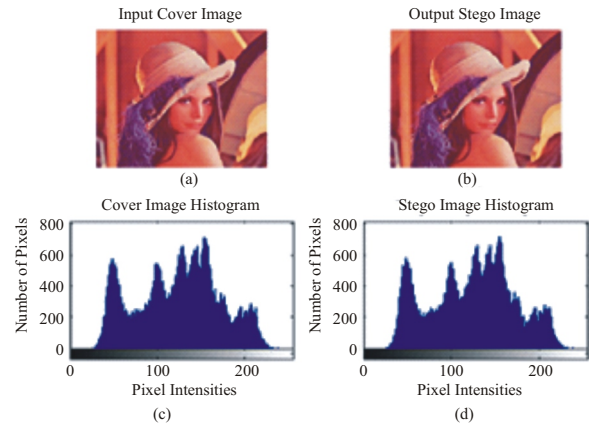 Input Cover Image
Output Stego Image
(a)
(b)
Cover Image Histogram
Stego Image Histogram
Number of Pixels
800
600
400
200
0
0
100
200
Pixel Intensities
(c)
Number of Pixels
800
600
400
200
0
0
100
200
Pixel Intensities
(d)